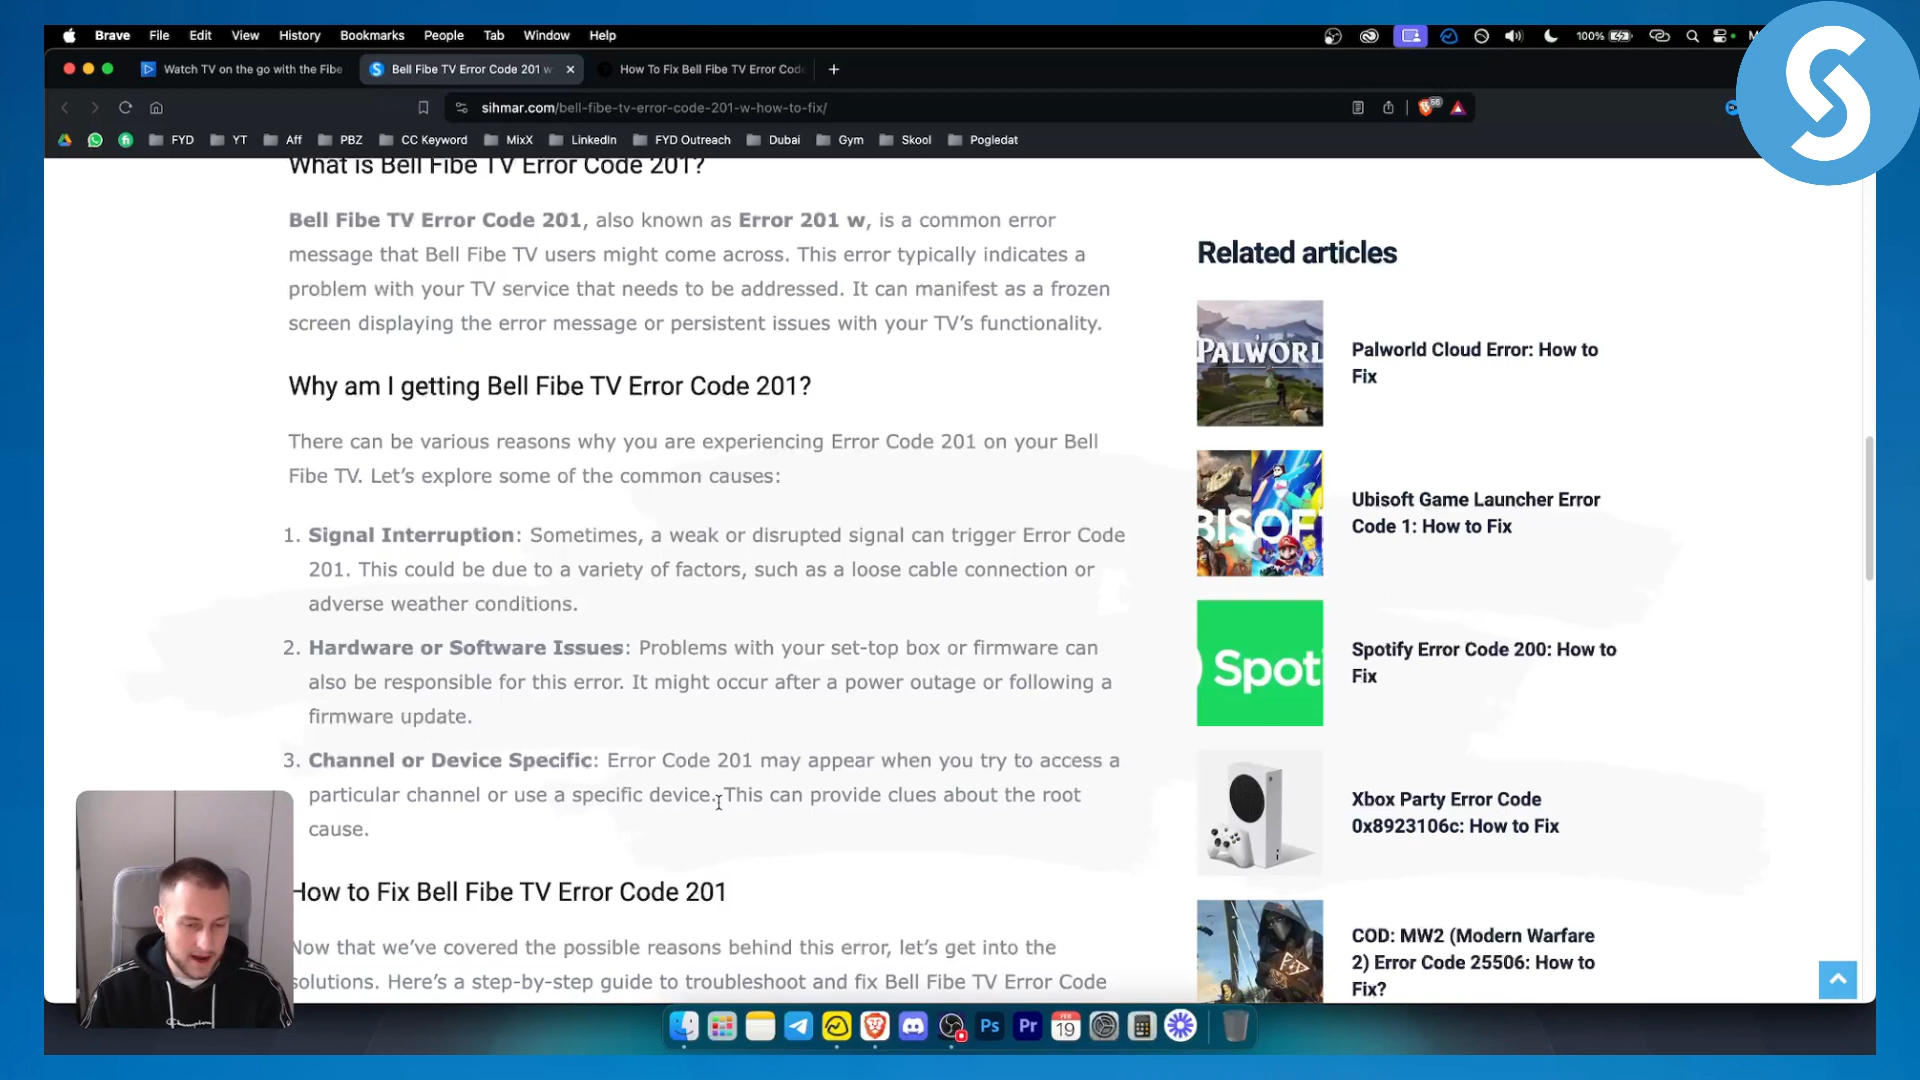 Brave File Edit View History Bookmarks People Tab Window Help 100%
Watch TV on the go with the Fibe
Bell Fibe TV Error Code 201 w
How To Fix Bell Fibe TV Error Code
sihmar.com/bell-fibe-tv-error-code-201-w-how-to-fix/
56
FYD YT Aff PBZ CC Keyword MixX LinkedIn FYD Outreach Dubai Gym Skool Pogledat
What is Bell Fibe TV Error Code 201?
Bell Fibe TV Error Code 201, also known as Error 201 w, is a common error
message that Bell Fibe TV users might come across. This error typically indicates a
problem with your TV service that needs to be addressed. It can manifest as a frozen
screen displaying the error message or persistent issues with your TV’s functionality.
Why am I getting Bell Fibe TV Error Code 201?
There can be various reasons why you are experiencing Error Code 201 on your Bell
Fibe TV. Let’s explore some of the common causes:
1. Signal Interruption: Sometimes, a weak or disrupted signal can trigger Error Code
201. This could be due to a variety of factors, such as a loose cable connection or
adverse weather conditions.
2. Hardware or Software Issues: Problems with your set-top box or firmware can
also be responsible for this error. It might occur after a power outage or following a
firmware update.
3. Channel or Device Specific: Error Code 201 may appear when you try to access a
particular channel or use a specific device. This can provide clues about the root
cause.
How to Fix Bell Fibe TV Error Code 201
Now that we’ve covered the possible reasons behind this error, let’s get into the
solutions. Here’s a step-by-step guide to troubleshoot and fix Bell Fibe TV Error Code
Related articles
PALWORL
Palworld Cloud Error: How to
Fix
BISOFT
Ubisoft Game Launcher Error
Code 1: How to Fix
Spoti
Spotify Error Code 200: How to
Fix
Xbox Party Error Code
0x8923106c: How to Fix
COD: MW2 (Modern Warfare
2) Error Code 25506: How to
Fix?
Champion
Ps Pr FEB 19
S